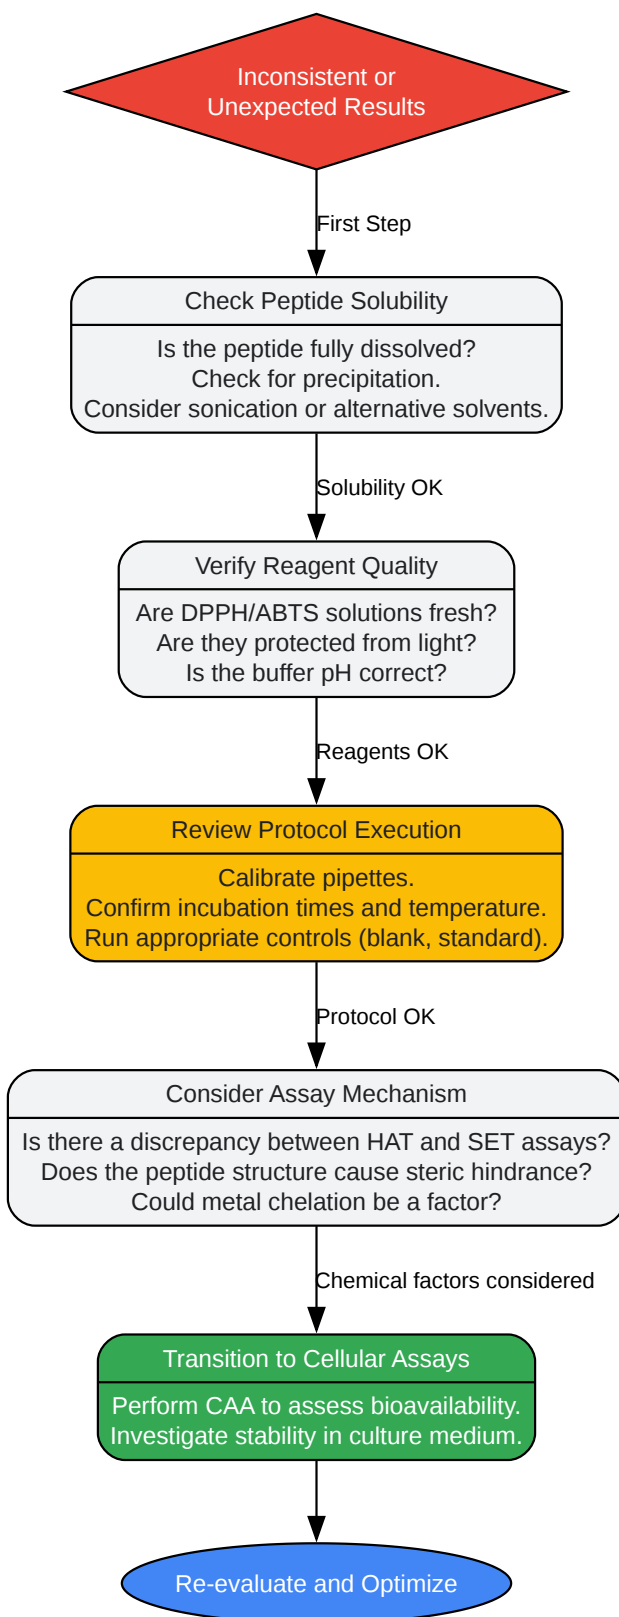 Inconsistent or
Unexpected Results
First Step
Check Peptide Solubility
Is the peptide fully dissolved?
Check for precipitation.
Consider sonication or alternative solvents.
Solubility OK
Verify Reagent Quality
Are DPPH/ABTS solutions fresh?
Are they protected from light?
Is the buffer pH correct?
Reagents OK
Review Protocol Execution
Calibrate pipettes.
Confirm incubation times and temperature.
Run appropriate controls (blank, standard).
Protocol OK
Consider Assay Mechanism
Is there a discrepancy between HAT and SET assays?
Does the peptide structure cause steric hindrance?
Could metal chelation be a factor?
Chemical factors considered
Transition to Cellular Assays
Perform CAA to assess bioavailability.
Investigate stability in culture medium.
Re-evaluate and Optimize